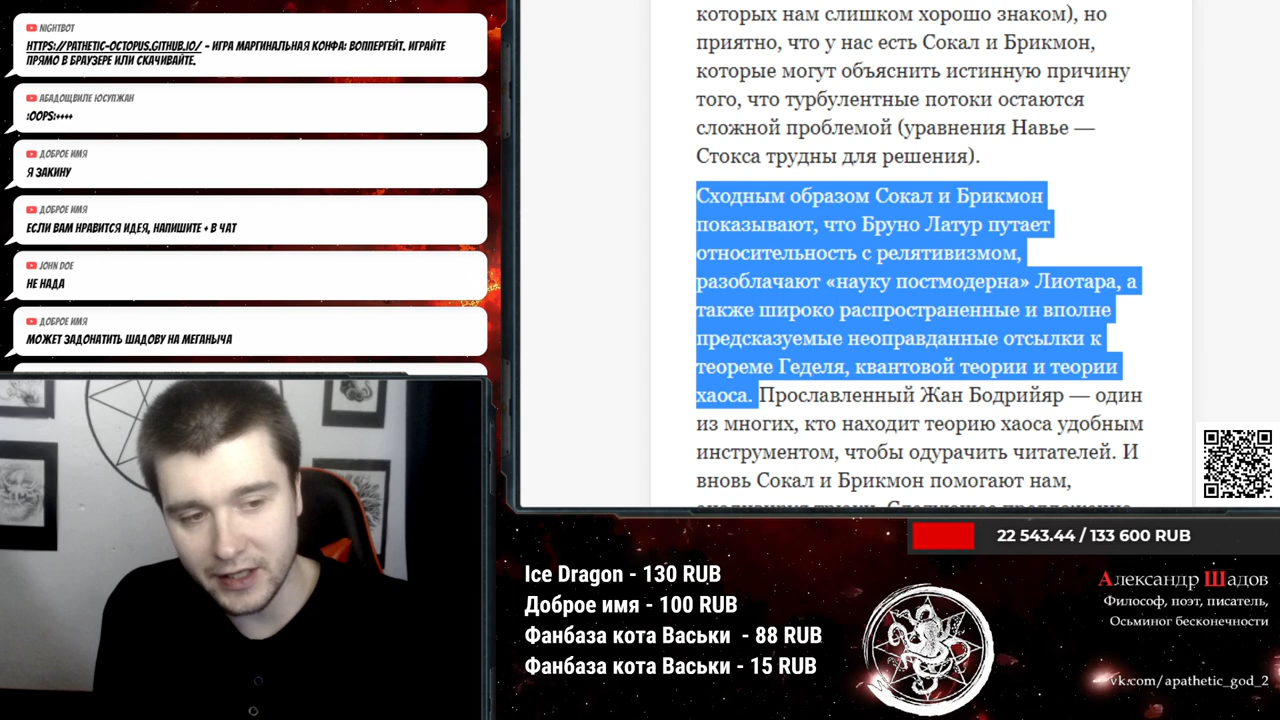 NIGHTBOT
HTTPS://PATHETIC-OCTOPUS.GITHUB.IO/ - ИГРА МАРГИНАЛЬНАЯ КОНФА: ВОППЕРГЕЙТ. ИГРАЙТЕ
ПРЯМО В БРАУЗЕРЕ ИЛИ СКАЧИВАЙТЕ.
АБАДОЩВИЛЕ ЮСУПЖАН
:OOPS:++++
ДОБРОЕ ИМЯ
Я ЗАКИНУ
ДОБРОЕ ИМЯ
ЕСЛИ ВАМ НРАВИТСЯ ИДЕЯ, НАПИШИТЕ + В ЧАТ
JOHN DOE
НЕ НАДА
ДОБРОЕ ИМЯ
МОЖЕТ ЗАДОНАТИТЬ ШАДОВУ НА МЕГАНЫЧА
которых нам слишком хорошо знаком), но
приятно, что у нас есть Сокал и Брикмон,
которые могут объяснить истинную причину
того, что турбулентные потоки остаются
сложной проблемой (уравнения Навье —
Стокса трудны для решения).
Сходным образом Сокал и Брикмон
показывают, что Бруно Латур путает
относительность с релятивизмом,
разоблачают «науку постмодерна» Лиотара, а
также широко распространенные и вполне
предсказуемые неоправданные отсылки к
теореме Геделя, квантовой теории и теории
хаоса. Прославленный Жан Бодрийяр — один
из многих, кто находит теорию хаоса удобным
инструментом, чтобы одурачить читателей. И
вновь Сокал и Брикмон помогают нам,
22 543.44 / 133 600 RUB
Ice Dragon - 130 RUB
Доброе имя - 100 RUB
Фанбаза кота Васьки - 88 RUB
Фанбаза кота Васьки - 15 RUB
Александр Шадов
Философ, поэт, писатель,
Осьминог бесконечности
vk.com/apathetic_god_2